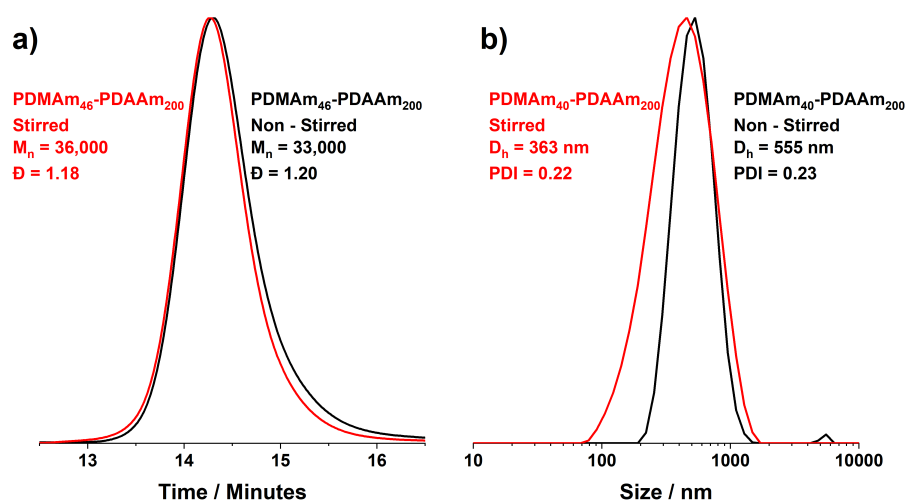 a)
PDMAm46-PDAAm200
Stirred
Mn = 36,000
Đ = 1.18
PDMAm46-PDAAm200
Non - Stirred
Mn = 33,000
Đ = 1.20
13 14 15 16
Time / Minutes
b)
PDMAm40-PDAAm200
Stirred
Dh = 363 nm
PDI = 0.22
PDMAm40-PDAAm200
Non - Stirred
Dh = 555 nm
PDI = 0.23
10 100 1000 10000
Size / nm